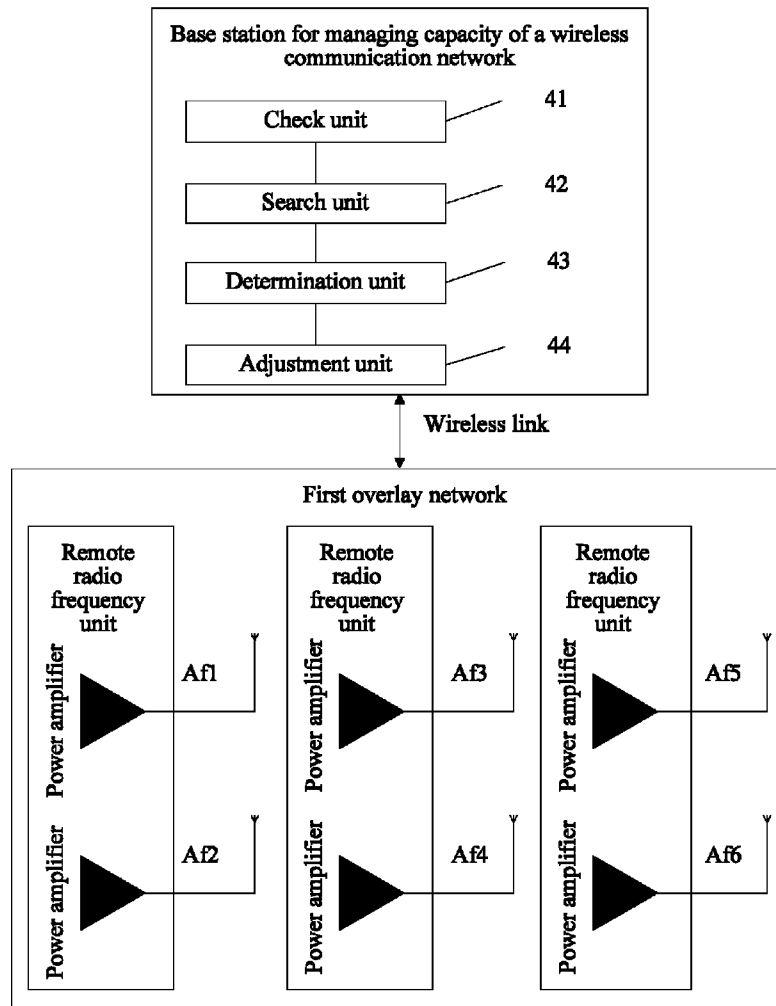 Base station for managing capacity of a wireless
communication network
Check unit
41
Search unit
42
Determination unit
43
Adjustment unit
44
Wireless link
First overlay network
Remote
radio
frequency
unit
Power amplifier
Af1
Power amplifier
Af2
Remote
radio
frequency
unit
Power amplifier
Af3
Power amplifier
Af4
Remote
radio
frequency
unit
Power amplifier
Af5
Power amplifier
Af6